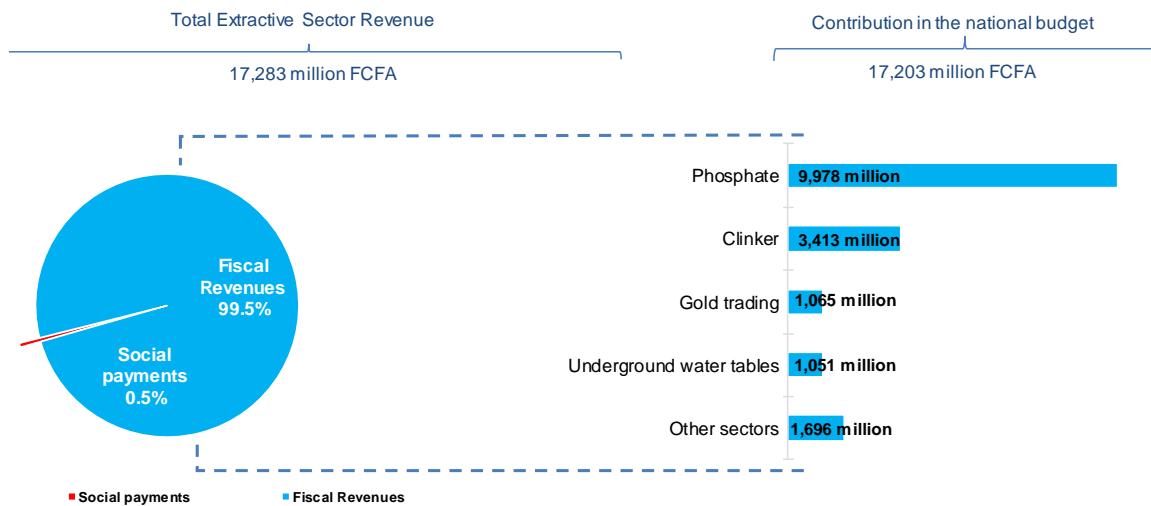 Total Extractive Sector Revenue
17,283 million FCFA
Contribution in the national budget
17,203 million FCFA
Fiscal
Revenues
99.5%
Social
payments
0.5%
Phosphate 9,978 million
Clinker 3,413 million
Gold trading 1,065 million
Underground water tables 1,051 million
Other sectors 1,696 million
Social payments Fiscal Revenues